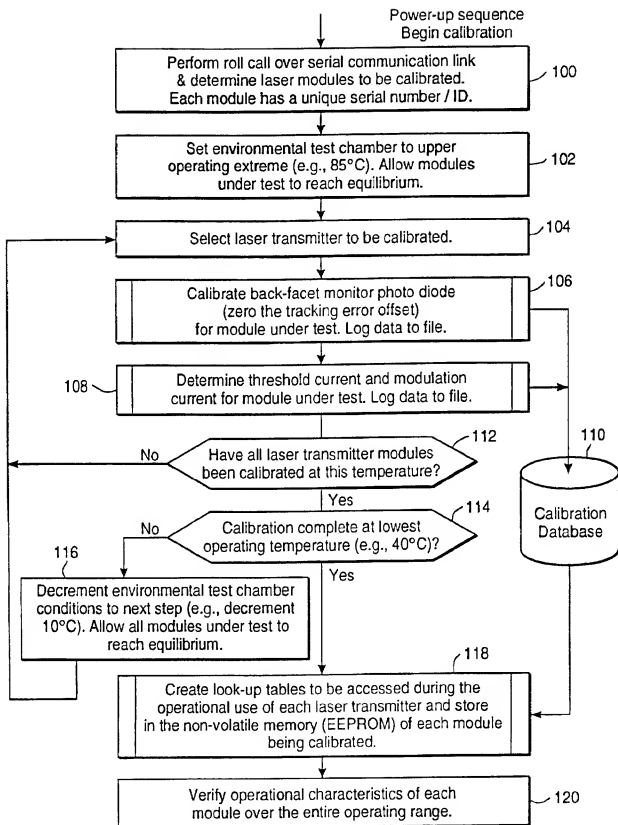 Power-up sequence
Begin calibration
Perform roll call over serial communication link
& determine laser modules to be calibrated.
Each module has a unique serial number / ID.
100
Set environmental test chamber to upper
operating extreme (e.g., 85°C). Allow modules
under test to reach equilibrium.
102
Select laser transmitter to be calibrated.
104
Calibrate back-facet monitor photo diode
(zero the tracking error offset)
for module under test. Log data to file.
106
108
Determine threshold current and modulation
current for module under test. Log data to file.
110
Calibration
Database
112
No
Have all laser transmitter modules
been calibrated at this temperature?
Yes
114
No
Calibration complete at lowest
operating temperature (e.g., 40°C)?
Yes
116
Decrement environmental test chamber
conditions to next step (e.g., decrement
10°C). Allow all modules under test to
reach equilibrium.
118
Create look-up tables to be accessed during the
operational use of each laser transmitter and store
in the non-volatile memory (EEPROM) of each module
being calibrated.
Verify operational characteristics of each
module over the entire operating range.
120